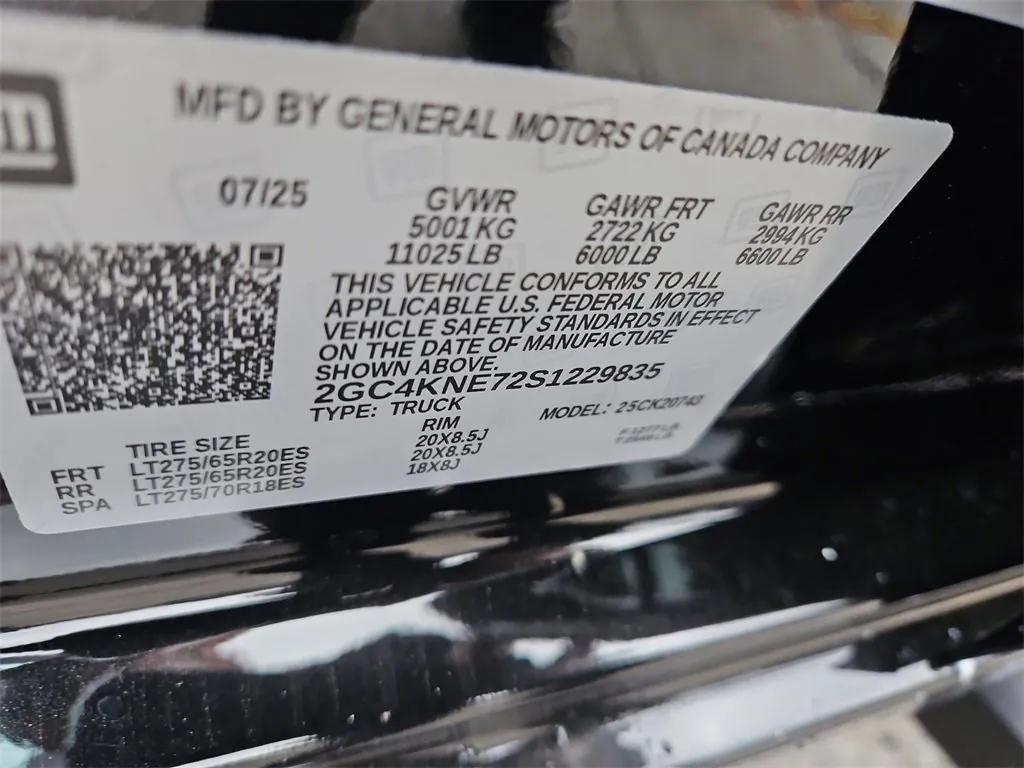 gm
MFD BY GENERAL MOTORS OF CANADA COMPANY
07/25
GVWR
5001 KG
11025 LB
GAWR FRT
2722 KG
6000 LB
GAWR RR
2994 KG
6600 LB
THIS VEHICLE CONFORMS TO ALL
APPLICABLE U.S. FEDERAL MOTOR
VEHICLE SAFETY STANDARDS IN EFFECT
ON THE DATE OF MANUFACTURE
SHOWN ABOVE.
2GC4KNE72S1229835
TYPE: TRUCK
MODEL: 25CK20743
TIRE SIZE RIM
FRT LT275/65R20ES 20X8.5J
RR LT275/65R20ES 20X8.5J
SPA LT275/70R18ES 18X8J